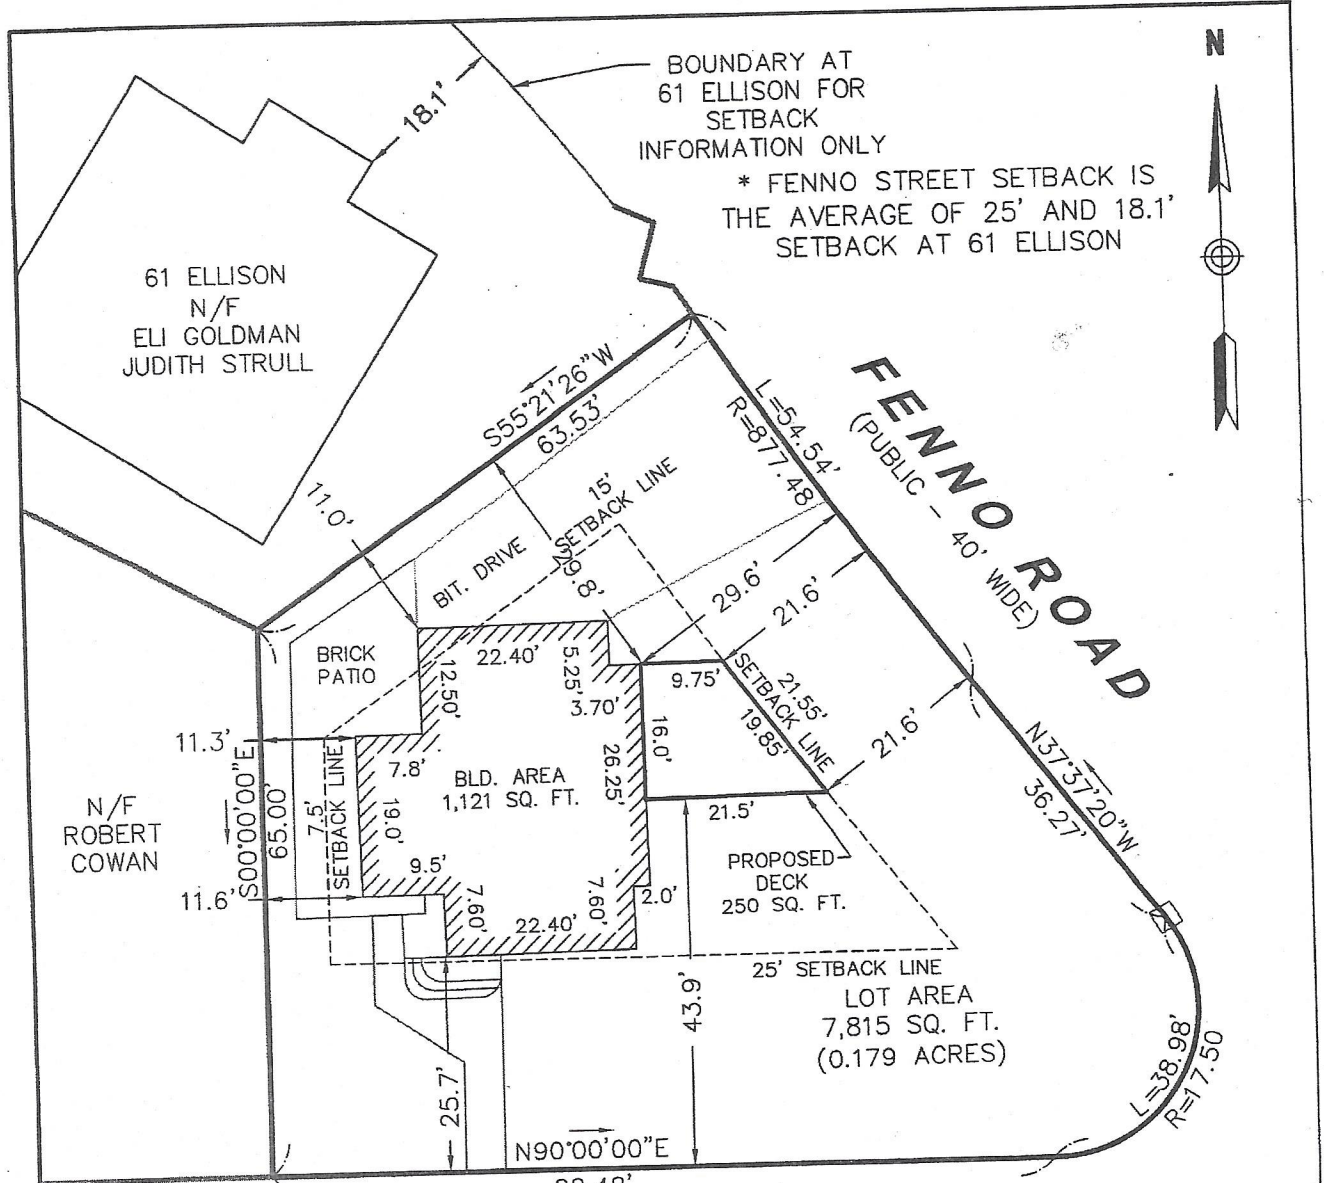 N
BOUNDARY AT
61 ELLISON FOR
SETBACK
INFORMATION ONLY
* FENNO STREET SETBACK IS
THE AVERAGE OF 25' AND 18.1'
SETBACK AT 61 ELLISON
18.1'
61 ELLISON
N/F
ELI GOLDMAN
JUDITH STRULL
S55°21'26"W
63.53'
L=54.54'
R=877.48
FENNO ROAD
(PUBLIC – 40' WIDE)
11.0'
15'
SETBACK LINE
BIT. DRIVE
29.8'
29.6'
21.6'
BRICK
PATIO
22.40'
12.50'
5.25'
3.70'
9.75'
SETBACK LINE
21.55'
19.85'
16.0'
21.6'
11.3'
7.8'
BLD. AREA
1,121 SQ. FT.
26.25'
21.5'
N37°37'20"W
36.27'
N/F
ROBERT
COWAN
S00°00'00"E
65.00'
7.5'
SETBACK LINE
19.0'
9.5'
11.6'
7.60'
22.40'
7.60'
2.0'
PROPOSED
DECK
250 SQ. FT.
25' SETBACK LINE
LOT AREA
7,815 SQ. FT.
(0.179 ACRES)
43.9'
25.7'
L=38.98'
R=17.50
N90°00'00"E